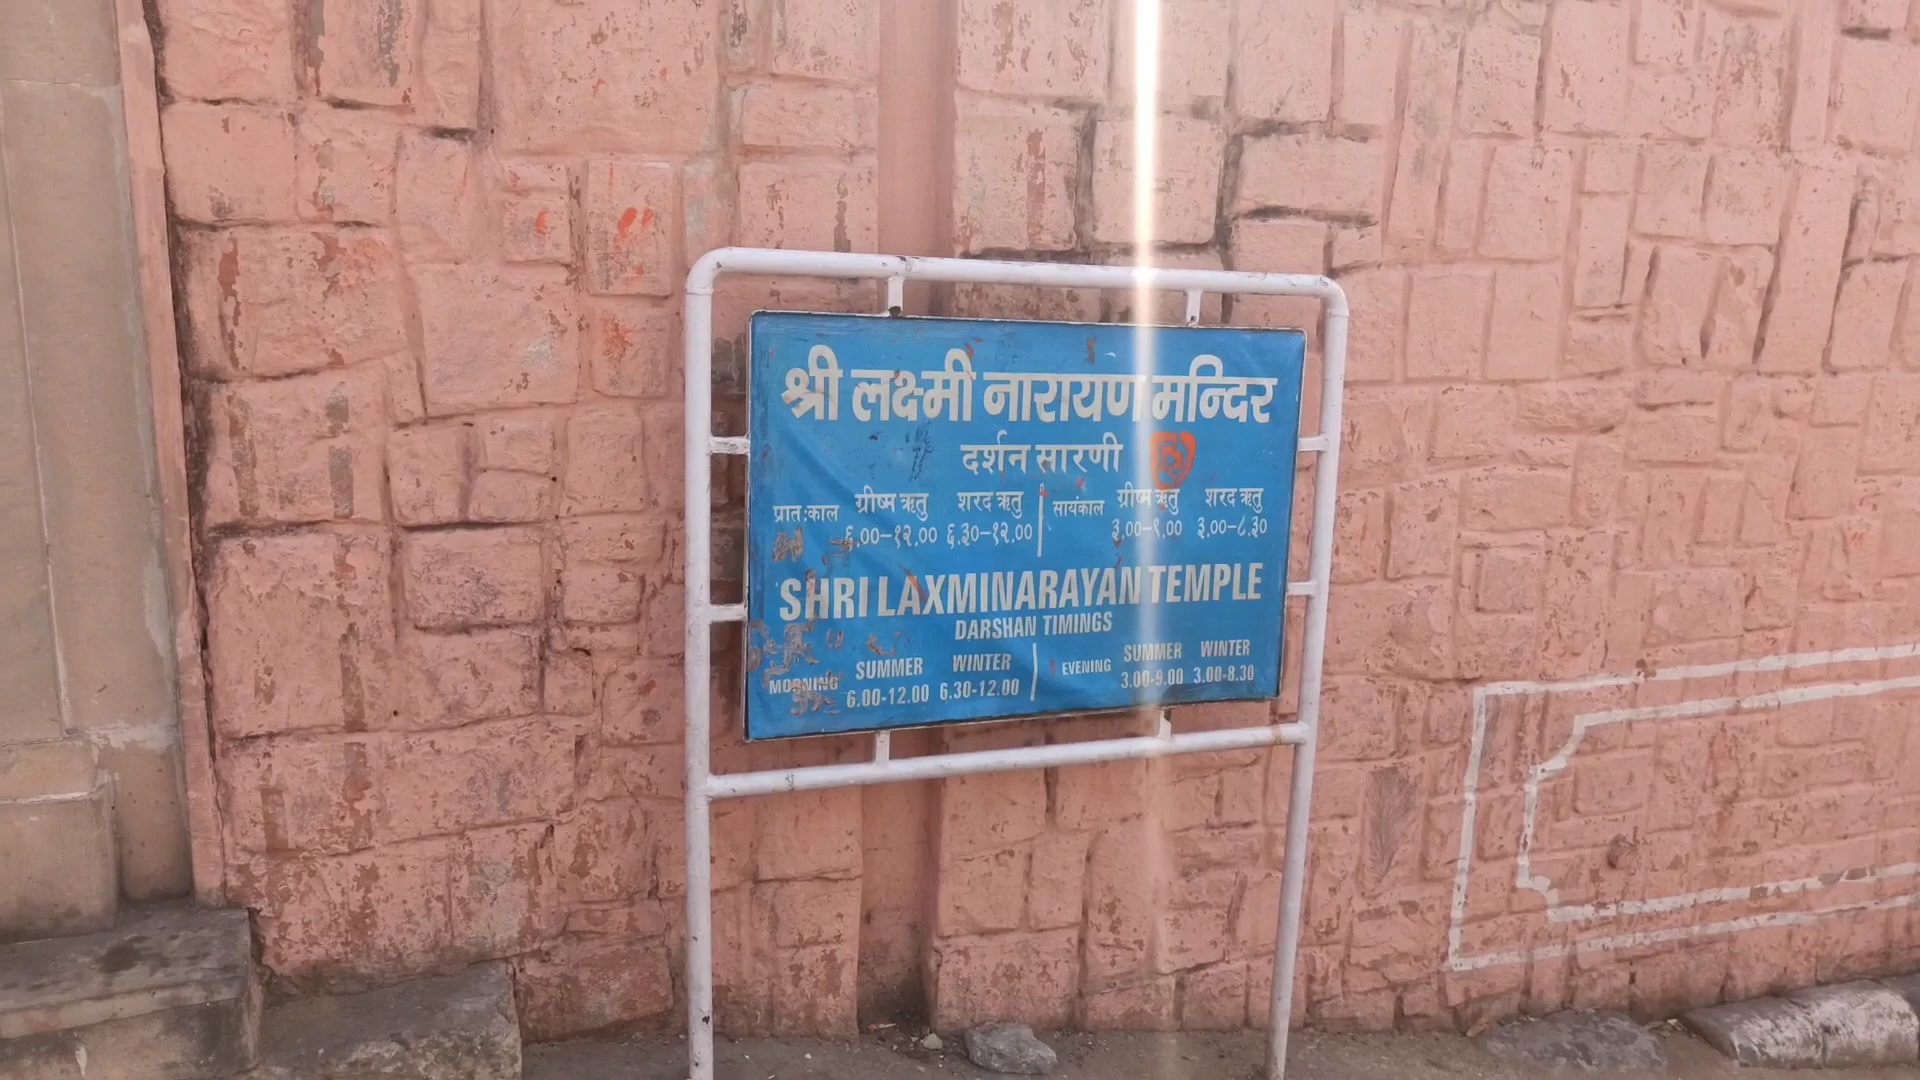 श्री लक्ष्मी नारायण मन्दिर
दर्शन सारणी
ग्रीष्म ऋतु शरद ऋतु ग्रीष्म ऋतु शरद ऋतु
प्रातःकाल ६.००–१२.०० ६.३०–१२.०० सायंकाल ३.००–९.०० ३.००–८.३०
SHRI LAXMINARAYAN TEMPLE
DARSHAN TIMINGS
SUMMER WINTER SUMMER WINTER
MORNING 6.00-12.00 6.30-12.00 EVENING 3.00-9.00 3.00-8.30